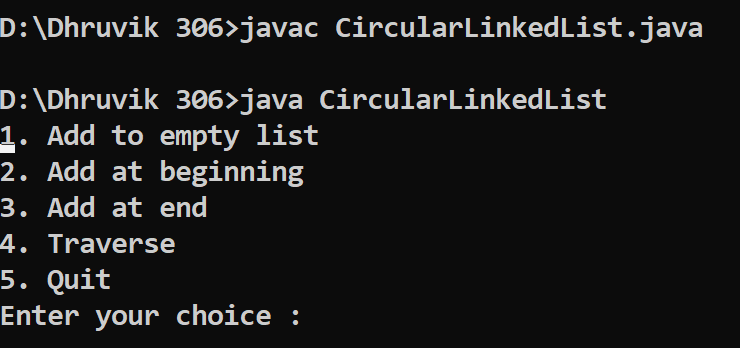 D:\Dhruvik 306>javac CircularLinkedList.java
D:\Dhruvik 306>java CircularLinkedList
1. Add to empty list
2. Add at beginning
3. Add at end
4. Traverse
5. Quit
Enter your choice :